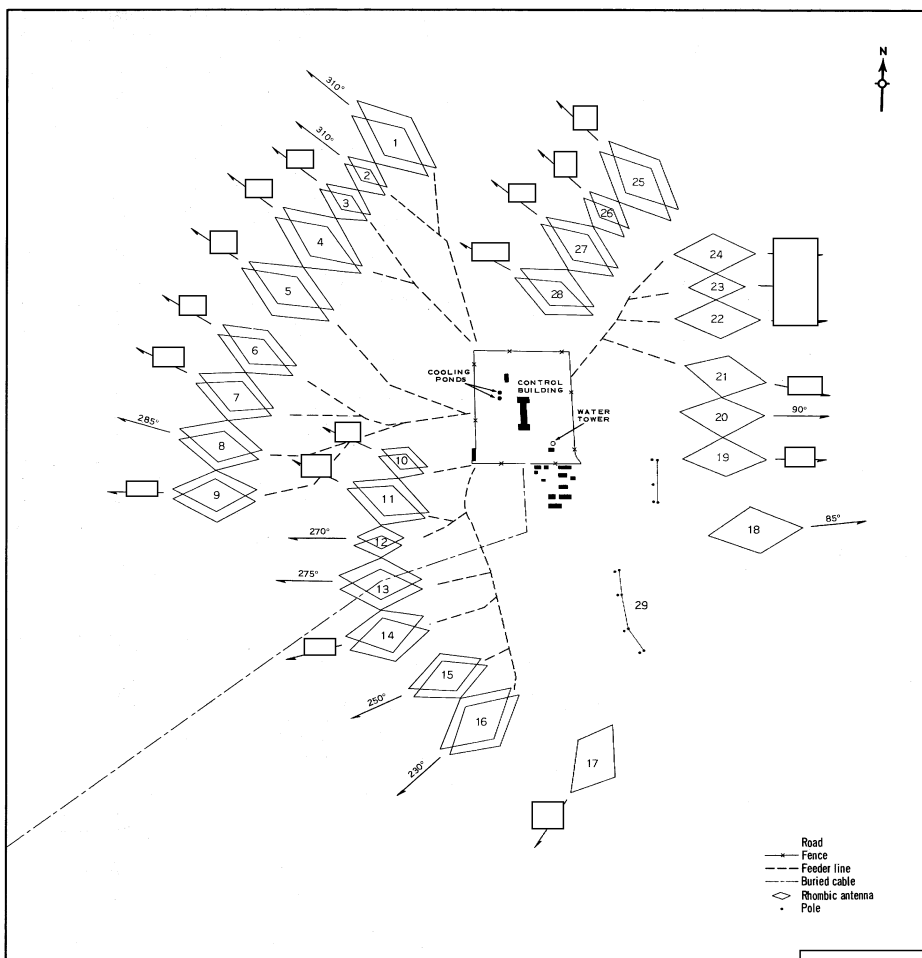 N
310°
1
310°
2
25
3
26
4
27
24
28
23
5
22
6
21
COOLING
PONDS
CONTROL
BUILDING
7
WATER
TOWER
20
90°
285°
8
10
19
9
11
270°
12
18
85°
275°
13
29
14
15
250°
16
17
230°
Road
Fence
Feeder line
Buried cable
Rhombic antenna
Pole